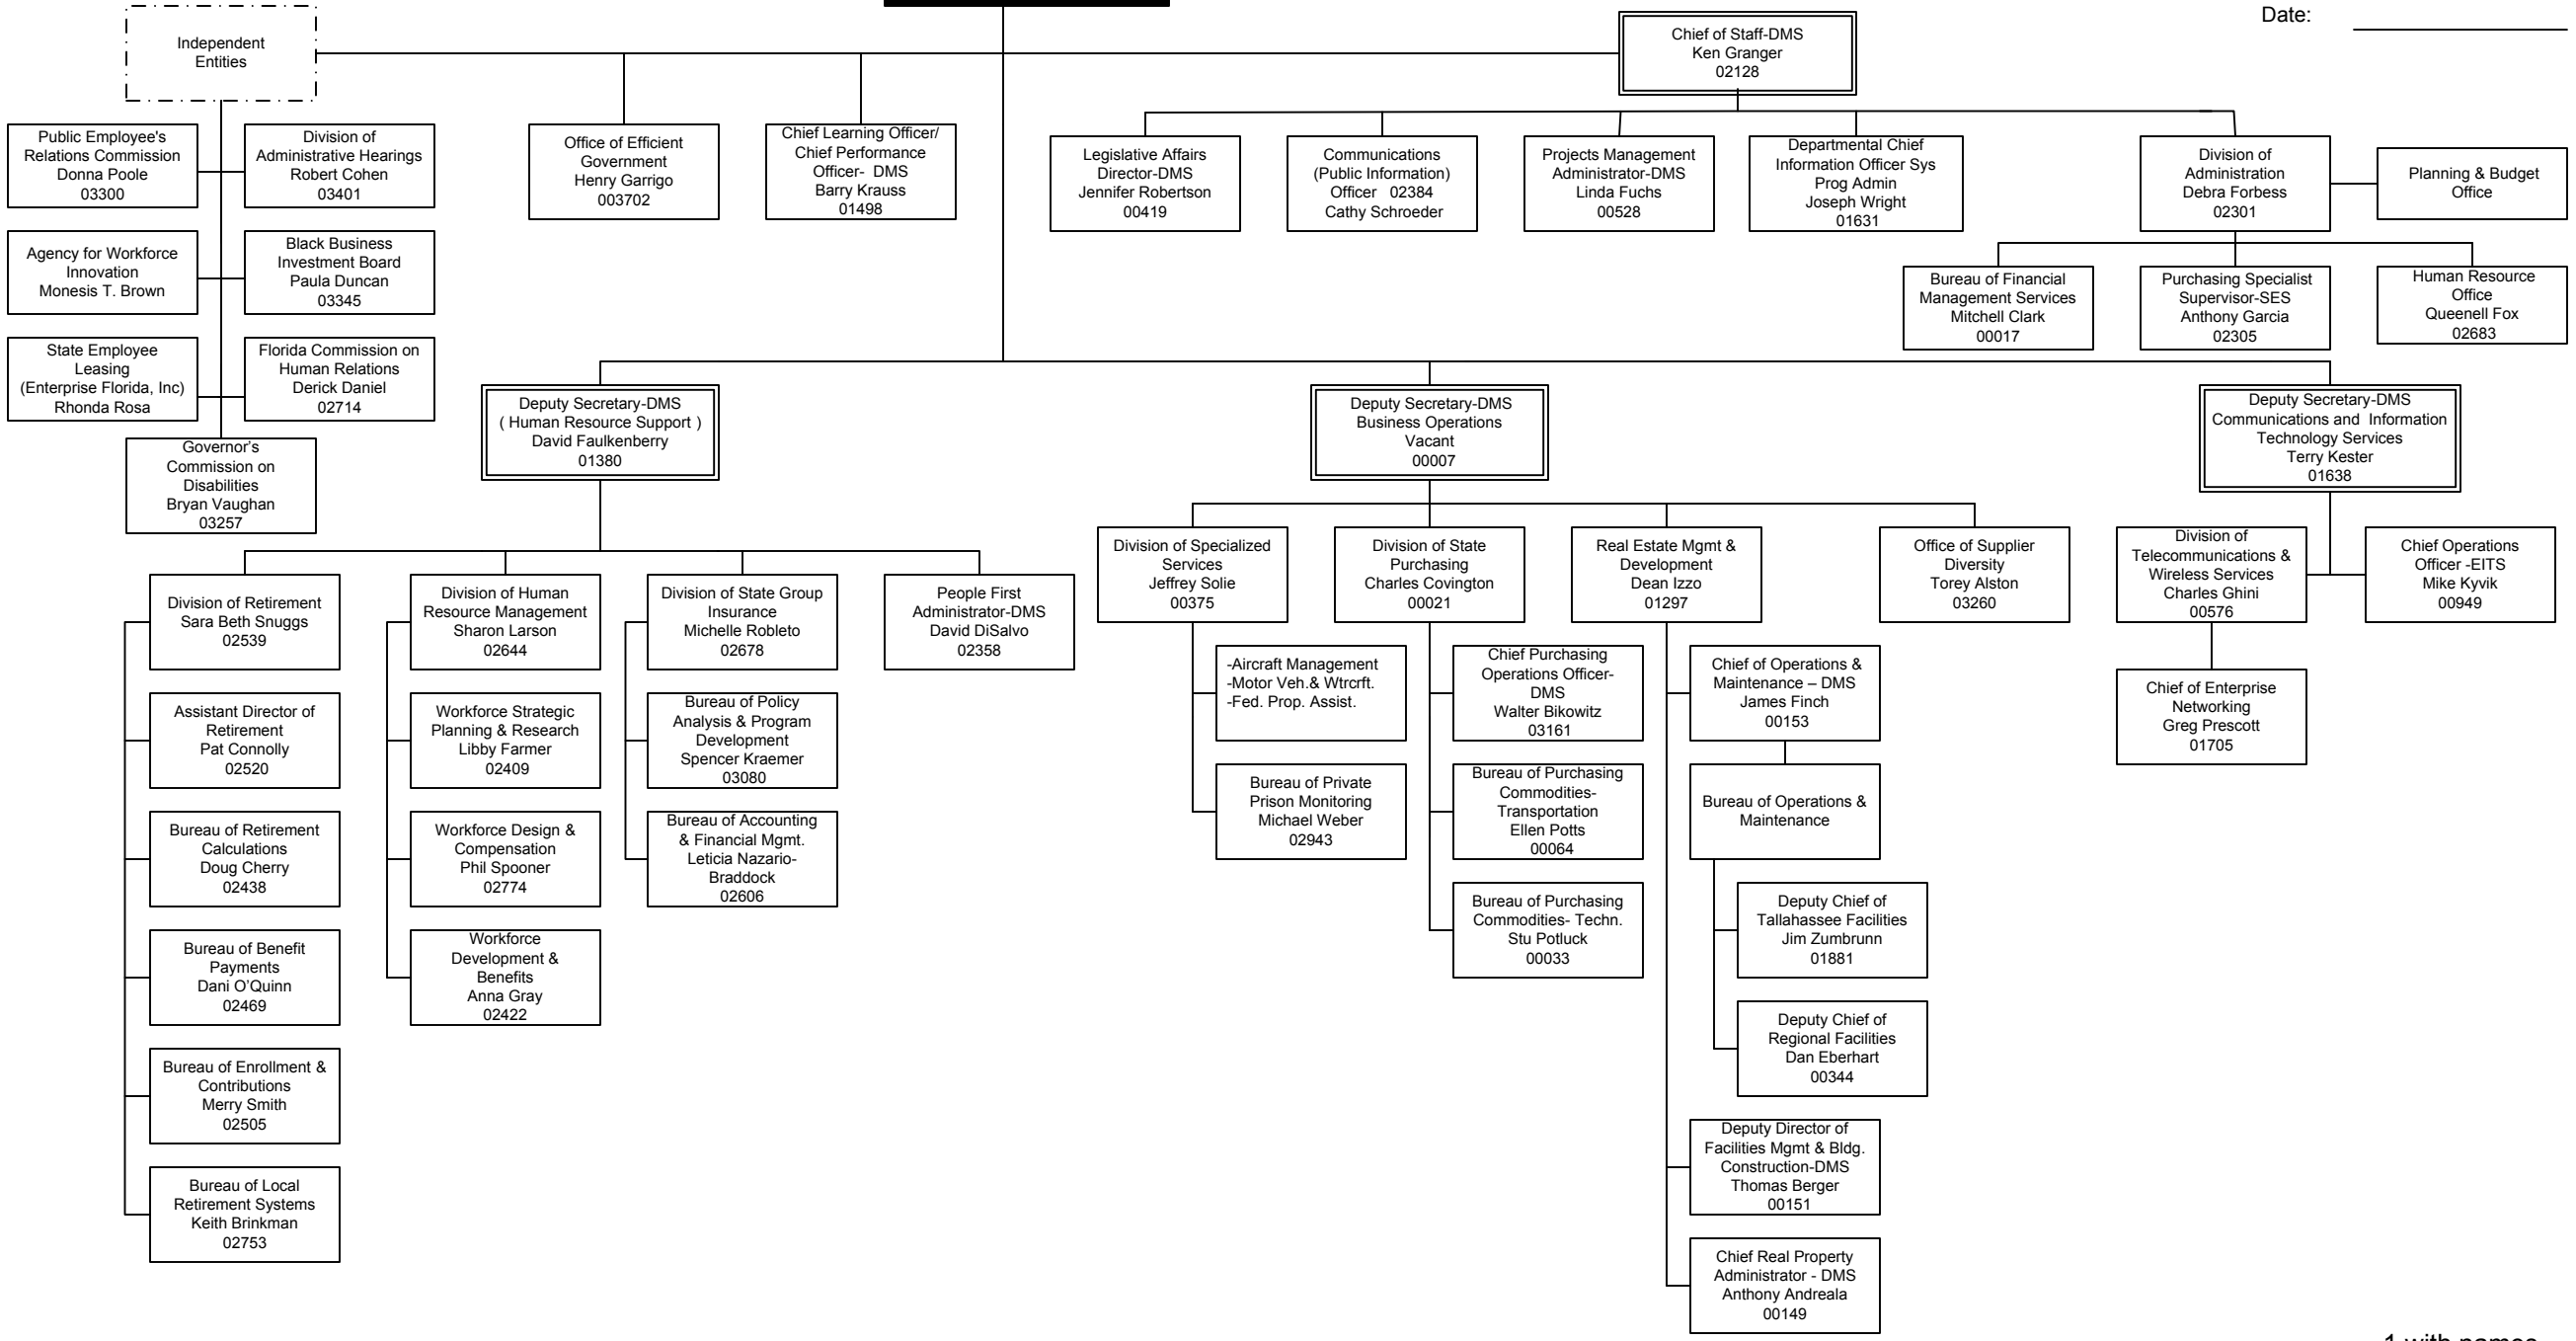 Date:
Independent
Entities
Chief of Staff-DMS
Ken Granger
02128
Public Employee's
Relations Commission
Donna Poole
03300
Division of
Administrative Hearings
Robert Cohen
03401
Office of Efficient
Government
Henry Garrigo
003702
Chief Learning Officer/
Chief Performance
Officer- DMS
Barry Krauss
01498
Legislative Affairs
Director-DMS
Jennifer Robertson
00419
Communications
(Public Information)
Officer 02384
Cathy Schroeder
Projects Management
Administrator-DMS
Linda Fuchs
00528
Departmental Chief
Information Officer Sys
Prog Admin
Joseph Wright
01631
Division of
Administration
Debra Forbess
02301
Planning & Budget
Office
Agency for Workforce
Innovation
Monesis T. Brown
Black Business
Investment Board
Paula Duncan
03345
Bureau of Financial
Management Services
Mitchell Clark
00017
Purchasing Specialist
Supervisor-SES
Anthony Garcia
02305
Human Resource
Office
Queenell Fox
02683
State Employee
Leasing
(Enterprise Florida, Inc)
Rhonda Rosa
Florida Commission on
Human Relations
Derick Daniel
02714
Governor's
Commission on
Disabilities
Bryan Vaughan
03257
Deputy Secretary-DMS
( Human Resource Support )
David Faulkenberry
01380
Deputy Secretary-DMS
Business Operations
Vacant
00007
Deputy Secretary-DMS
Communications and Information
Technology Services
Terry Kester
01638
Division of Retirement
Sara Beth Snuggs
02539
Division of Human
Resource Management
Sharon Larson
02644
Division of State Group
Insurance
Michelle Robleto
02678
People First
Administrator-DMS
David DiSalvo
02358
Division of Specialized
Services
Jeffrey Solie
00375
Division of State
Purchasing
Charles Covington
00021
Real Estate Mgmt &
Development
Dean Izzo
01297
Office of Supplier
Diversity
Torey Alston
03260
Division of
Telecommunications &
Wireless Services
Charles Ghini
00576
Chief Operations
Officer -EITS
Mike Kyvik
00949
Assistant Director of
Retirement
Pat Connolly
02520
Workforce Strategic
Planning & Research
Libby Farmer
02409
Bureau of Policy
Analysis & Program
Development
Spencer Kraemer
03080
-Aircraft Management
-Motor Veh.& Wtrcrft.
-Fed. Prop. Assist.
Chief Purchasing
Operations Officer-
DMS
Walter Bikowitz
03161
Chief of Operations &
Maintenance – DMS
James Finch
00153
Chief of Enterprise
Networking
Greg Prescott
01705
Bureau of Retirement
Calculations
Doug Cherry
02438
Workforce Design &
Compensation
Phil Spooner
02774
Bureau of Accounting
& Financial Mgmt.
Leticia Nazario-
Braddock
02606
Bureau of Private
Prison Monitoring
Michael Weber
02943
Bureau of Purchasing
Commodities-
Transportation
Ellen Potts
00064
Bureau of Operations &
Maintenance
Bureau of Benefit
Payments
Dani O'Quinn
02469
Workforce
Development &
Benefits
Anna Gray
02422
Bureau of Purchasing
Commodities- Techn.
Stu Potluck
00033
Deputy Chief of
Tallahassee Facilities
Jim Zumbrunn
01881
Bureau of Enrollment &
Contributions
Merry Smith
02505
Deputy Chief of
Regional Facilities
Dan Eberhart
00344
Bureau of Local
Retirement Systems
Keith Brinkman
02753
Deputy Director of
Facilities Mgmt & Bldg.
Construction-DMS
Thomas Berger
00151
Chief Real Property
Administrator - DMS
Anthony Andreala
00149
1 with names